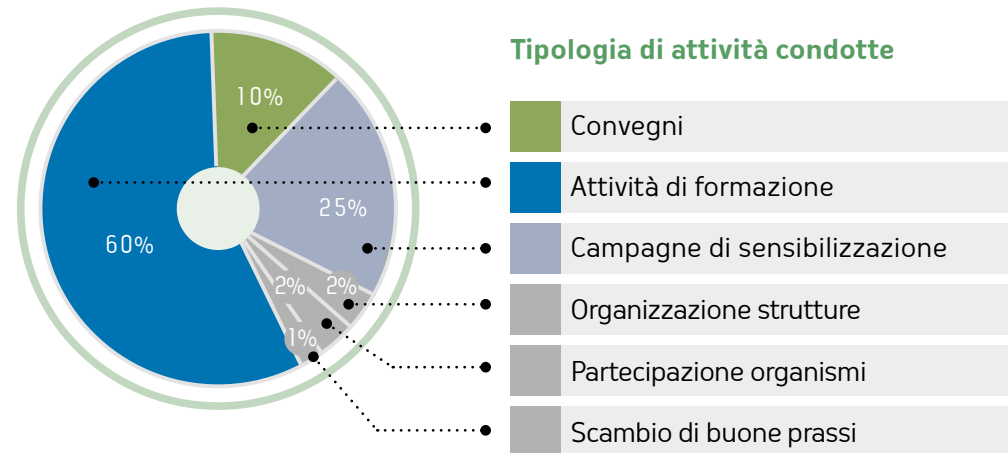 Tipologia di attività condotte
10%
25%
60%
2%
2%
1%
Convegni
Attività di formazione
Campagne di sensibilizzazione
Organizzazione strutture
Partecipazione organismi
Scambio di buone prassi